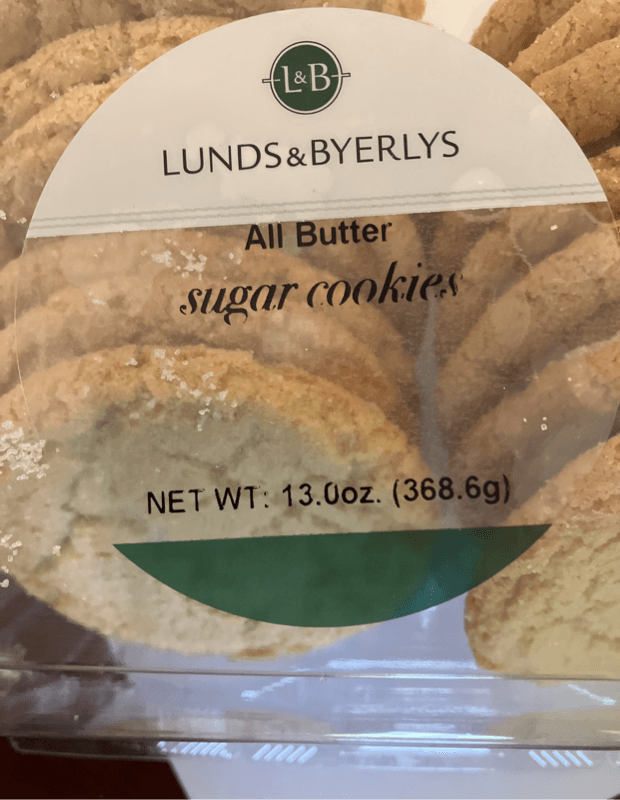 L&B
LUNDS&BYERLYS
All Butter
sugar cookies
NET WT: 13.0oz. (368.6g)